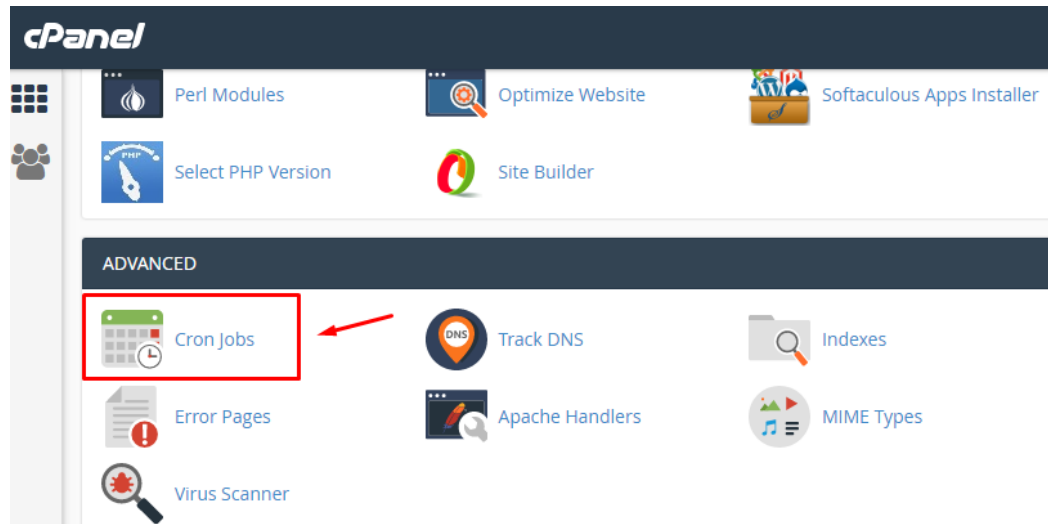 cPanel
Perl Modules
Optimize Website
Softaculous Apps Installer
PHP
Select PHP Version
Site Builder
ADVANCED
Cron Jobs
DNS
Track DNS
Indexes
Error Pages
Apache Handlers
MIME Types
Virus Scanner